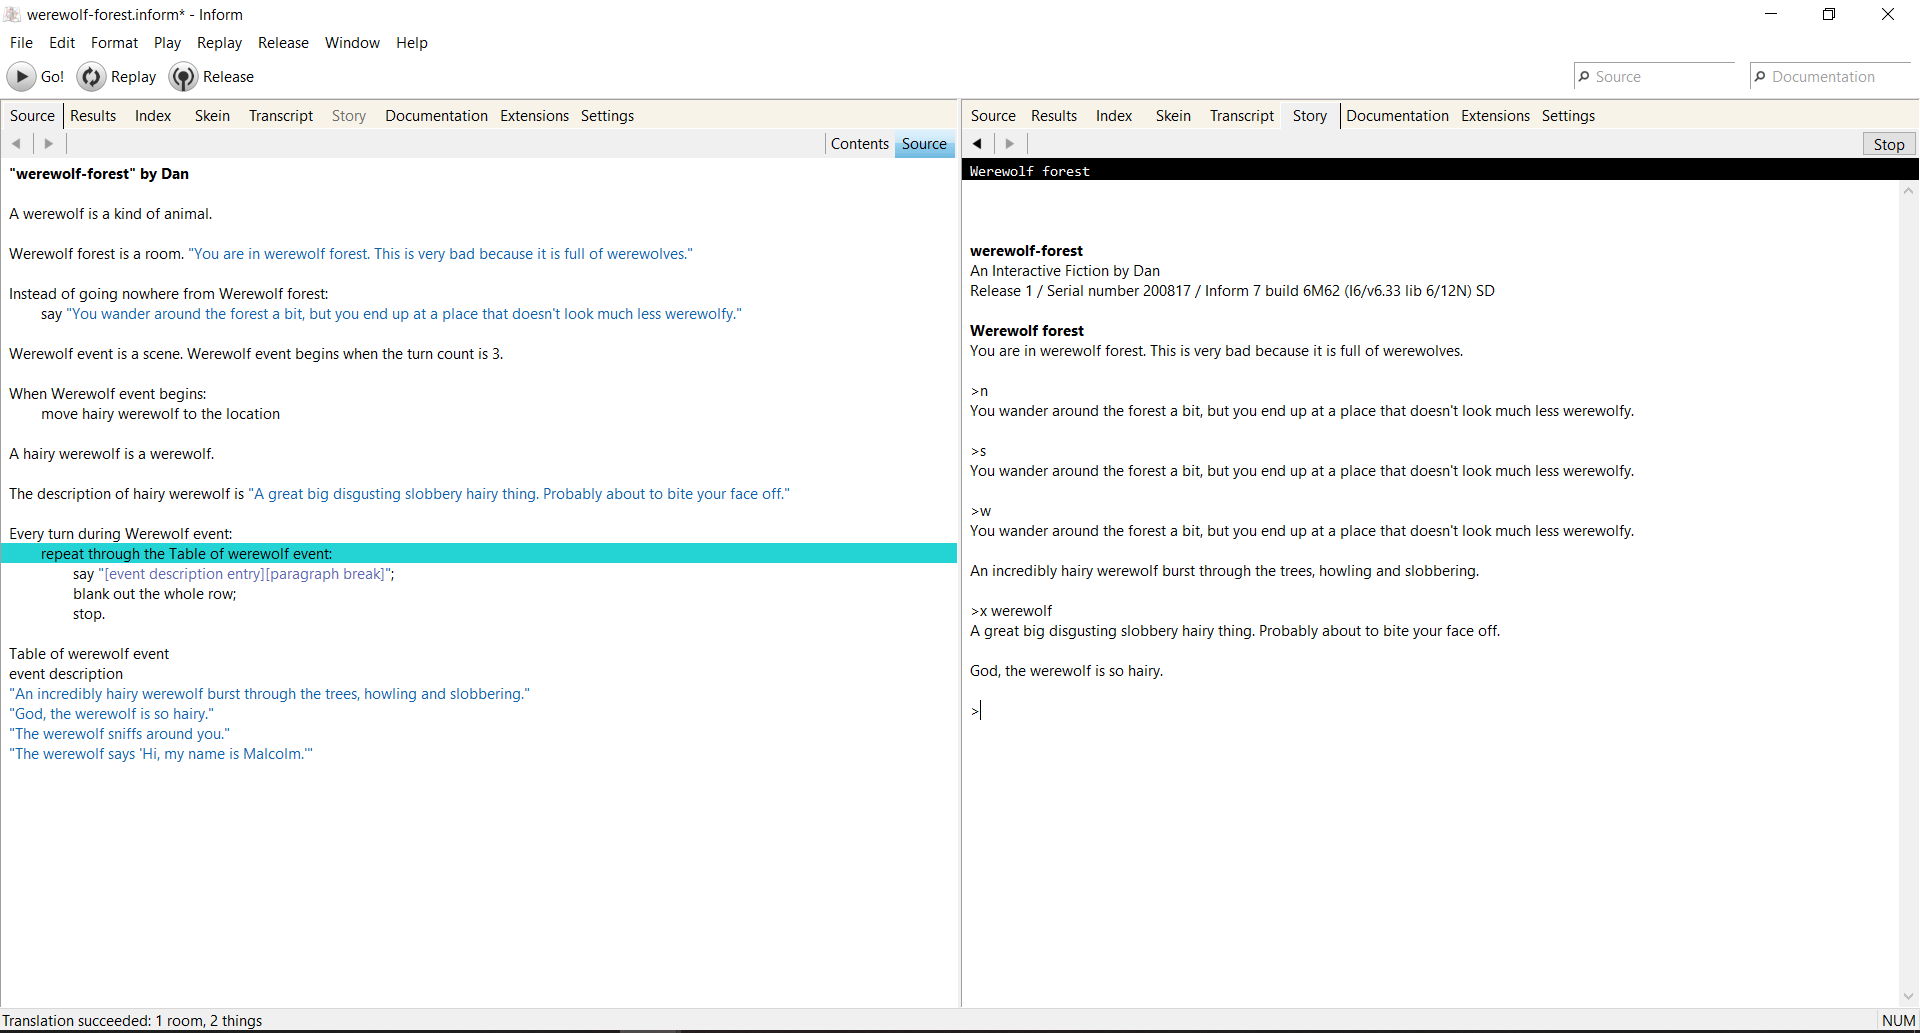 werewolf-forest.inform* - Inform
File Edit Format Play Replay Release Window Help
Go! Replay Release
Source Documentation
Source Results Index Skein Transcript Story Documentation Extensions Settings
Contents Source
"werewolf-forest" by Dan
A werewolf is a kind of animal.
Werewolf forest is a room. "You are in werewolf forest. This is very bad because it is full of werewolves."
Instead of going nowhere from Werewolf forest:
say "You wander around the forest a bit, but you end up at a place that doesn't look much less werewolfy."
Werewolf event is a scene. Werewolf event begins when the turn count is 3.
When Werewolf event begins:
move hairy werewolf to the location
A hairy werewolf is a werewolf.
The description of hairy werewolf is "A great big disgusting slobbery hairy thing. Probably about to bite your face off."
Every turn during Werewolf event:
repeat through the Table of werewolf event:
say "[event description entry][paragraph break]";
blank out the whole row;
stop.
Table of werewolf event
event description
"An incredibly hairy werewolf burst through the trees, howling and slobbering."
"God, the werewolf is so hairy."
"The werewolf sniffs around you."
"The werewolf says 'Hi, my name is Malcolm.'"
Source Results Index Skein Transcript Story Documentation Extensions Settings
Stop
Werewolf forest
werewolf-forest
An Interactive Fiction by Dan
Release 1 / Serial number 200817 / Inform 7 build 6M62 (I6/v6.33 lib 6/12N) SD
Werewolf forest
You are in werewolf forest. This is very bad because it is full of werewolves.
>n
You wander around the forest a bit, but you end up at a place that doesn't look much less werewolfy.
>s
You wander around the forest a bit, but you end up at a place that doesn't look much less werewolfy.
>w
You wander around the forest a bit, but you end up at a place that doesn't look much less werewolfy.
An incredibly hairy werewolf burst through the trees, howling and slobbering.
>x werewolf
A great big disgusting slobbery hairy thing. Probably about to bite your face off.
God, the werewolf is so hairy.
>
Translation succeeded: 1 room, 2 things
NUM